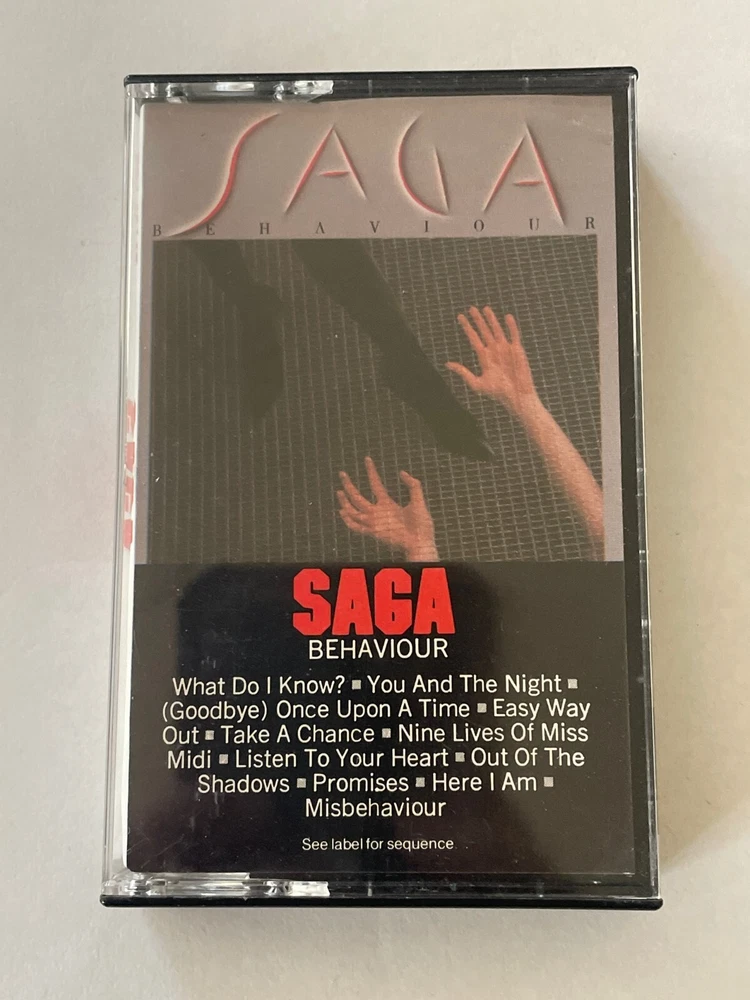 SAGA
BEHAVIOUR
SAGA
SAGA
BEHAVIOUR
What Do I Know? ▪ You And The Night ▪
(Goodbye) Once Upon A Time ▪ Easy Way
Out ▪ Take A Chance ▪ Nine Lives Of Miss
Midi ▪ Listen To Your Heart ▪ Out Of The
Shadows ▪ Promises ▪ Here I Am ▪
Misbehaviour
See label for sequence